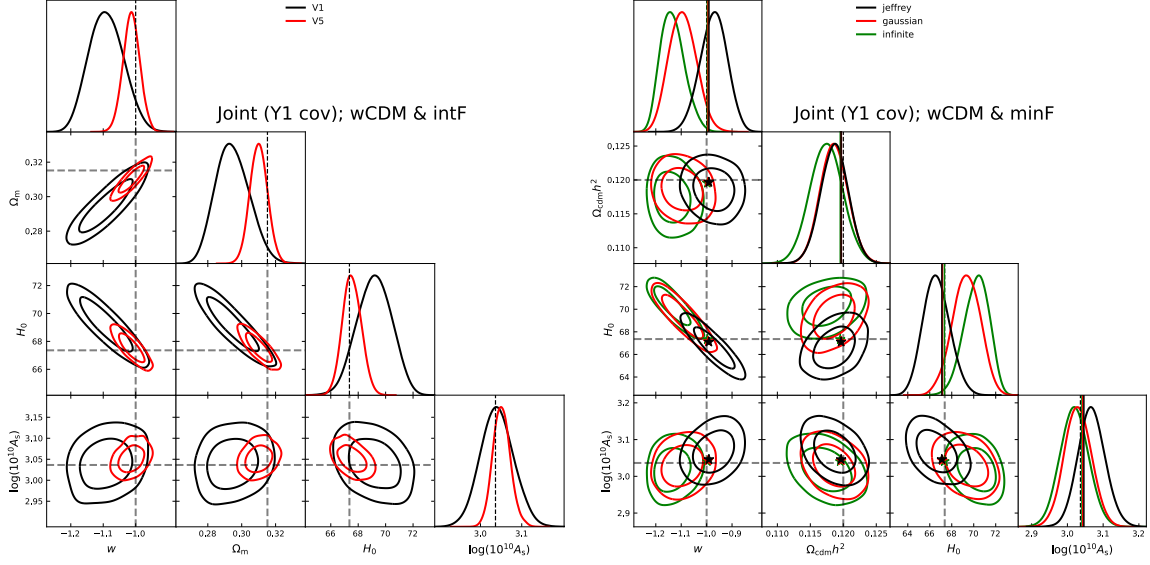 V1
V5
Joint (Y1 cov); wCDM & intF
0.32
0.30
0.28
Ωm
72
69
66
H0
3.15
3.10
3.05
3.00
2.95
log(10^10 As)
−1.2 −1.1 −1.0
w
0.28 0.30 0.32
Ωm
66 68 70 72
H0
3.0 3.1
log(10^10 As)
jeffrey
gaussian
infinite
Joint (Y1 cov); wCDM & minF
0.125
0.120
0.115
0.110
Ωcdm h^2
72
70
68
66
64
H0
3.2
3.1
3.0
2.9
log(10^10 As)
−1.2 −1.1 −1.0 −0.9
w
0.110 0.115 0.120 0.125
Ωcdm h^2
64 66 68 70 72
H0
2.9 3.0 3.1 3.2
log(10^10 As)